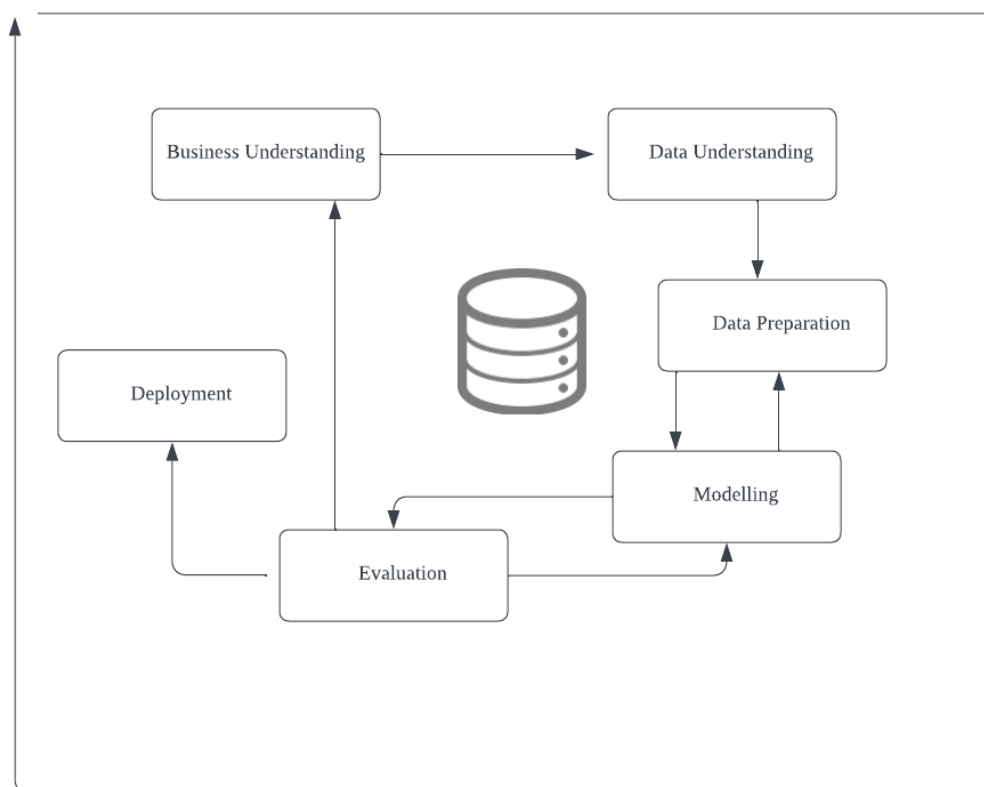 Business Understanding
Data Understanding
Data Preparation
Deployment
Modelling
Evaluation